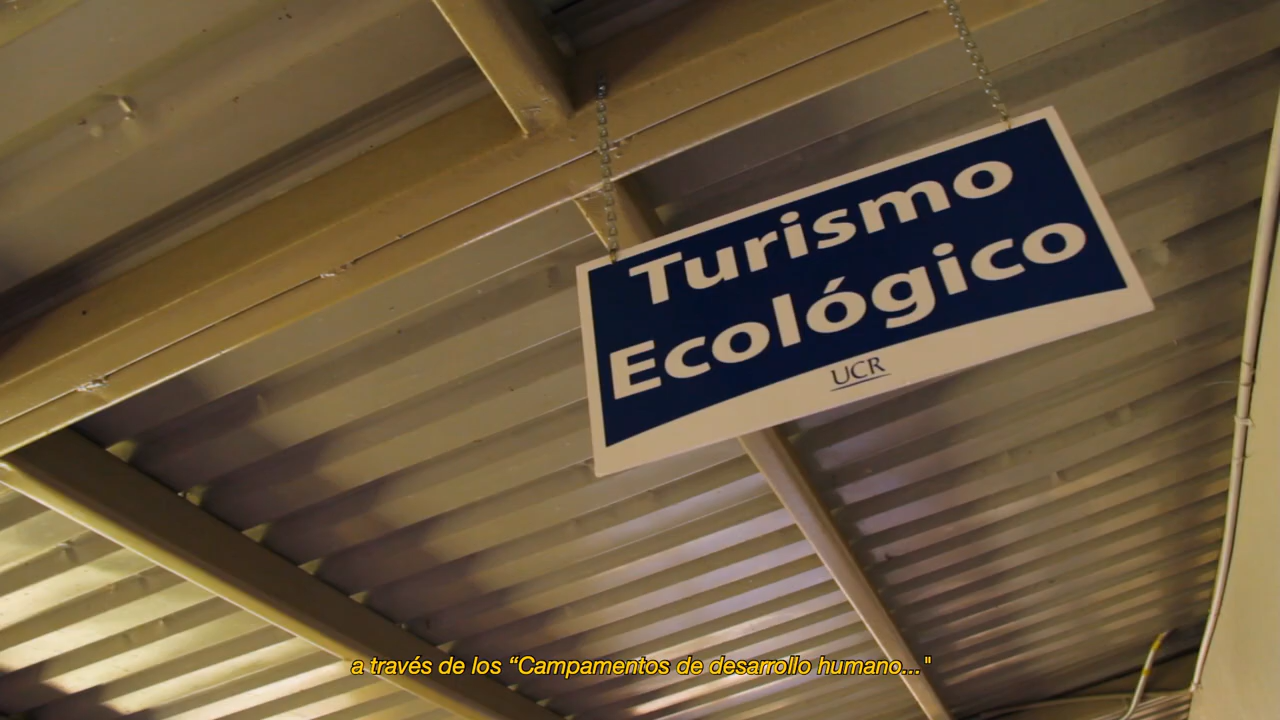 Turismo
Ecológico
UCR
a través de los “Campamentos de desarrollo humano..."